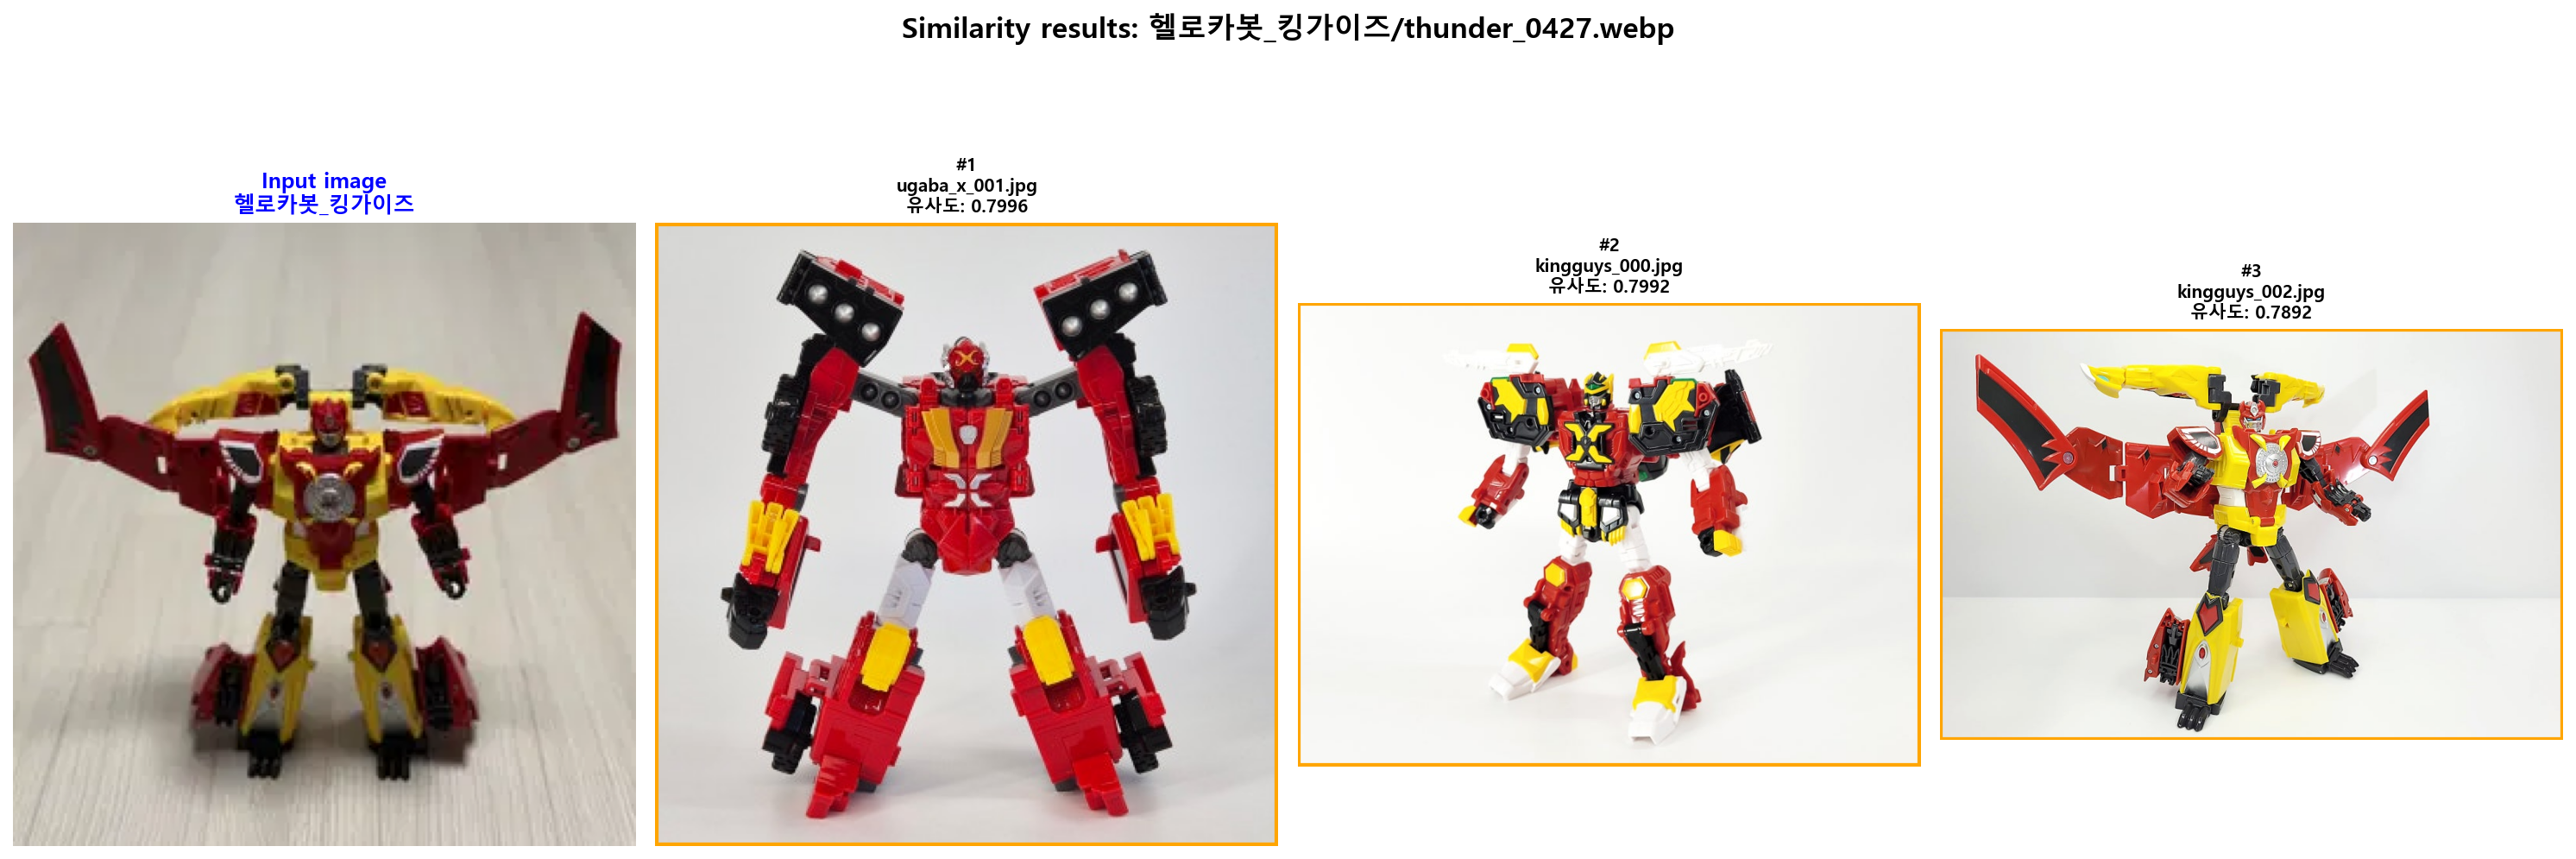 Similarity results: 헬로카봇_킹가이즈/thunder_0427.webp
Input image
헬로카봇_킹가이즈
#1
ugaba_x_001.jpg
유사도: 0.7996
#2
kingguys_000.jpg
유사도: 0.7992
#3
kingguys_002.jpg
유사도: 0.7892